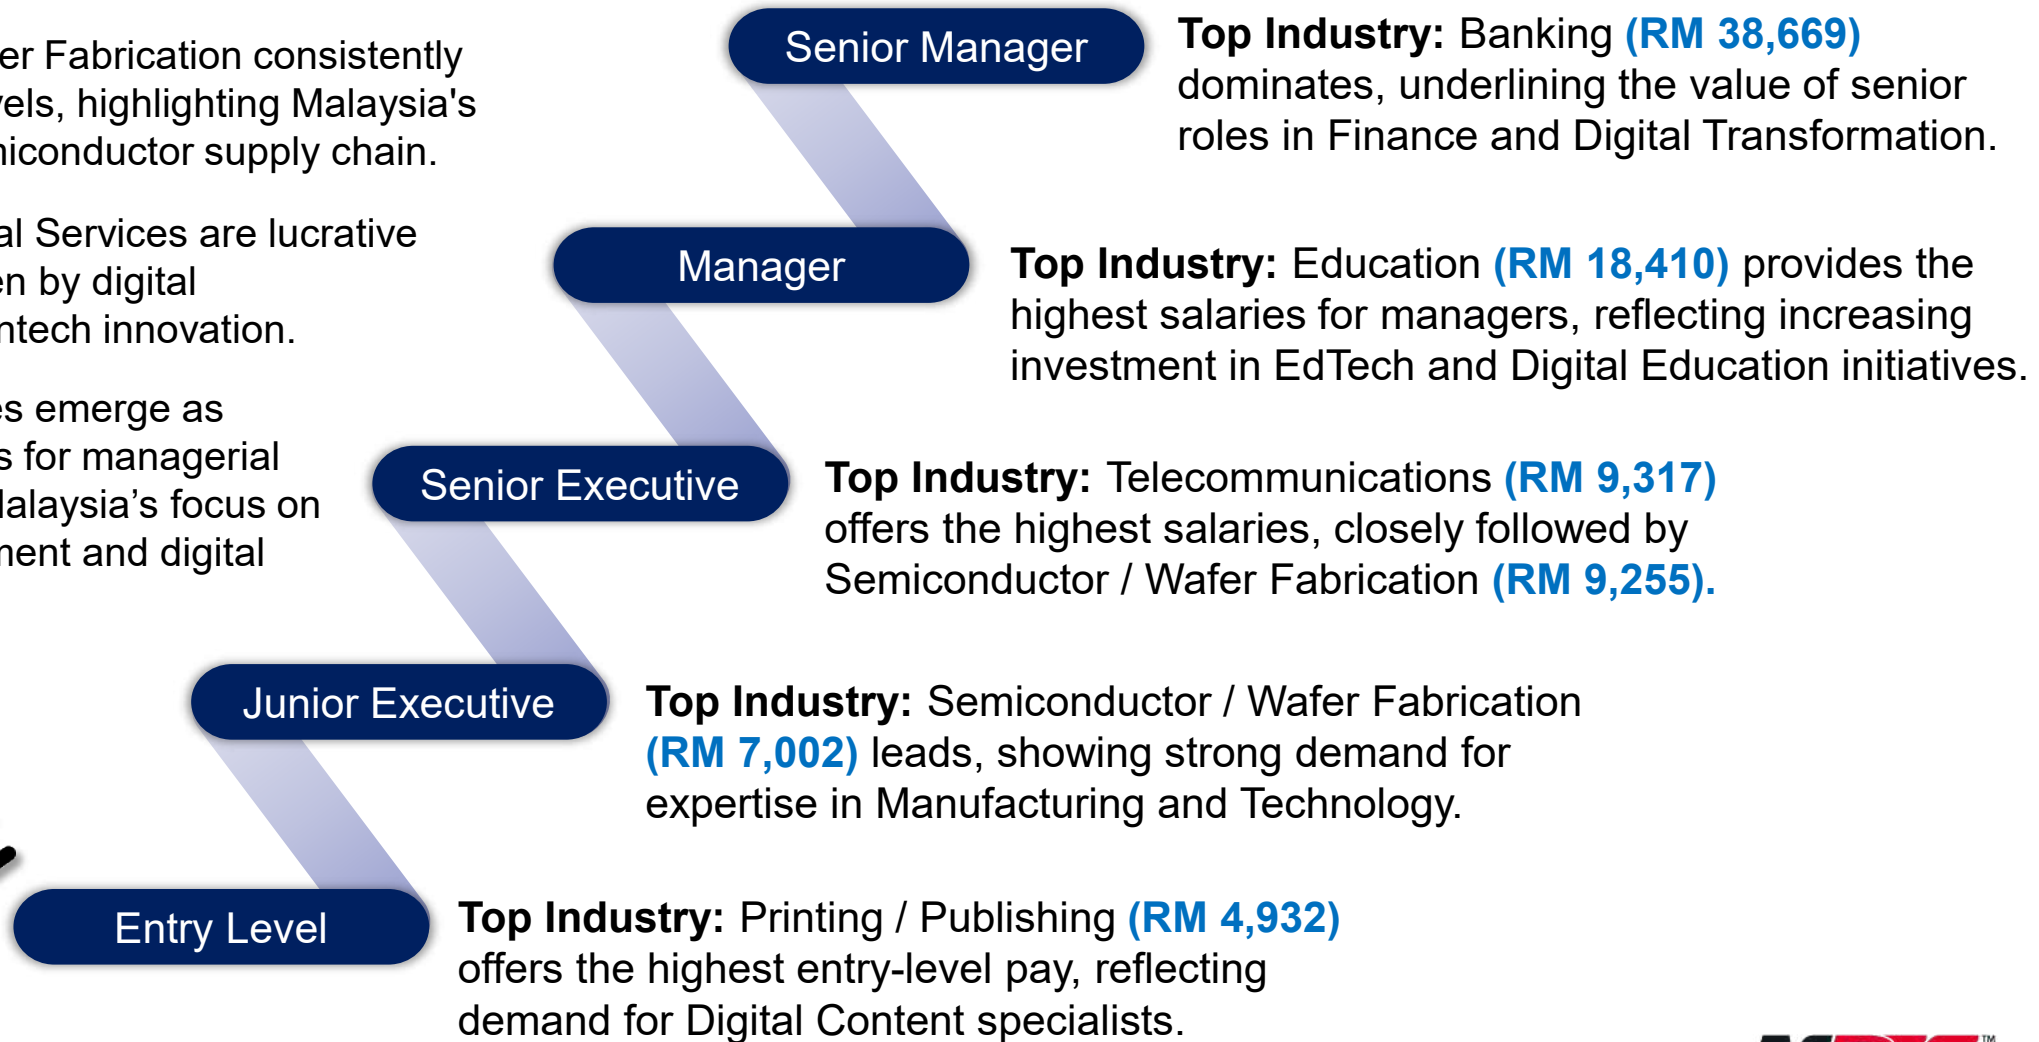 er Fabrication consistently
vels, highlighting Malaysia's
niconductor supply chain.
al Services are lucrative
en by digital
ntech innovation.
es emerge as
s for managerial
Malaysia’s focus on
ment and digital
Senior Manager
Top Industry: Banking (RM 38,669)
dominates, underlining the value of senior
roles in Finance and Digital Transformation.
Manager
Top Industry: Education (RM 18,410) provides the
highest salaries for managers, reflecting increasing
investment in EdTech and Digital Education initiatives.
Senior Executive
Top Industry: Telecommunications (RM 9,317)
offers the highest salaries, closely followed by
Semiconductor / Wafer Fabrication (RM 9,255).
Junior Executive
Top Industry: Semiconductor / Wafer Fabrication
(RM 7,002) leads, showing strong demand for
expertise in Manufacturing and Technology.
Entry Level
Top Industry: Printing / Publishing (RM 4,932)
offers the highest entry-level pay, reflecting
demand for Digital Content specialists.
TM